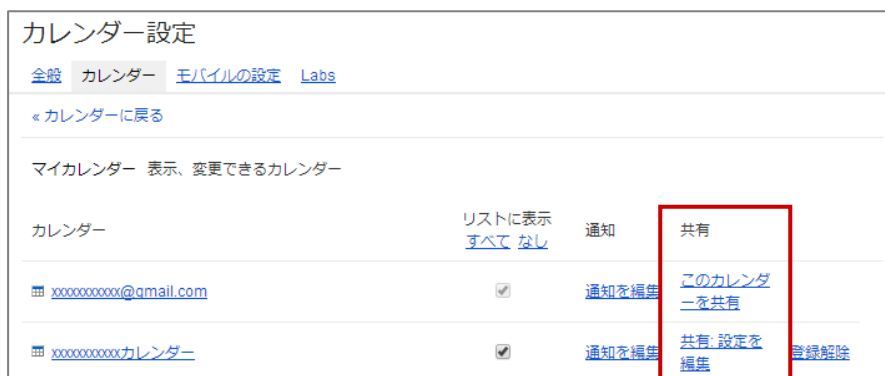 カレンダー設定
全般 カレンダー モバイルの設定 Labs
« カレンダーに戻る
マイカレンダー 表示、変更できるカレンダー
カレンダー リストに表示 通知 共有
すべて なし
xxxxxxxxxxx@gmail.com 通知を編集 このカレンダ
ーを共有
xxxxxxxxxxxカレンダー 通知を編集 共有: 設定を 登録解除
編集